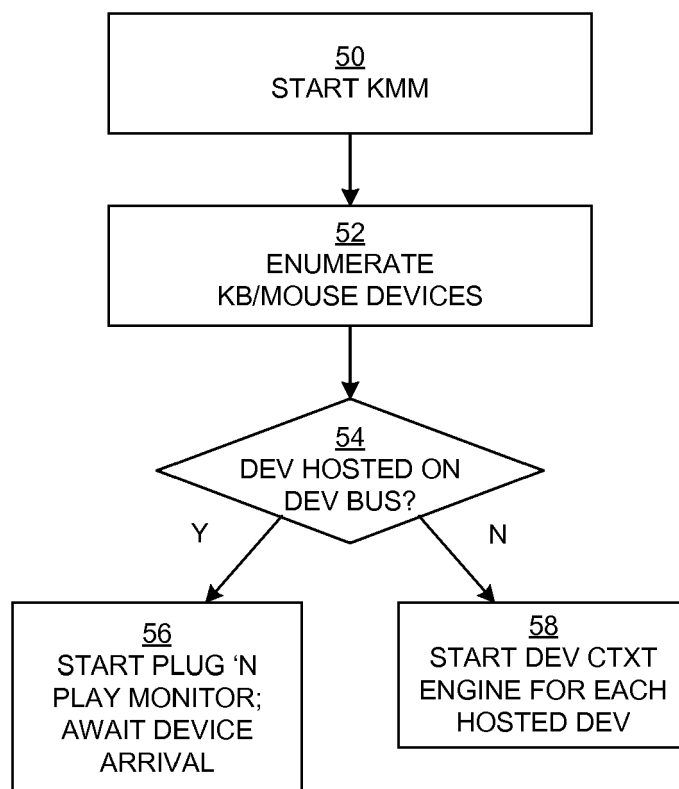 50
START KMM
52
ENUMERATE
KB/MOUSE DEVICES
54
DEV HOSTED ON
DEV BUS?
Y
N
56
START PLUG ‘N
PLAY MONITOR;
AWAIT DEVICE
ARRIVAL
58
START DEV CTXT
ENGINE FOR EACH
HOSTED DEV